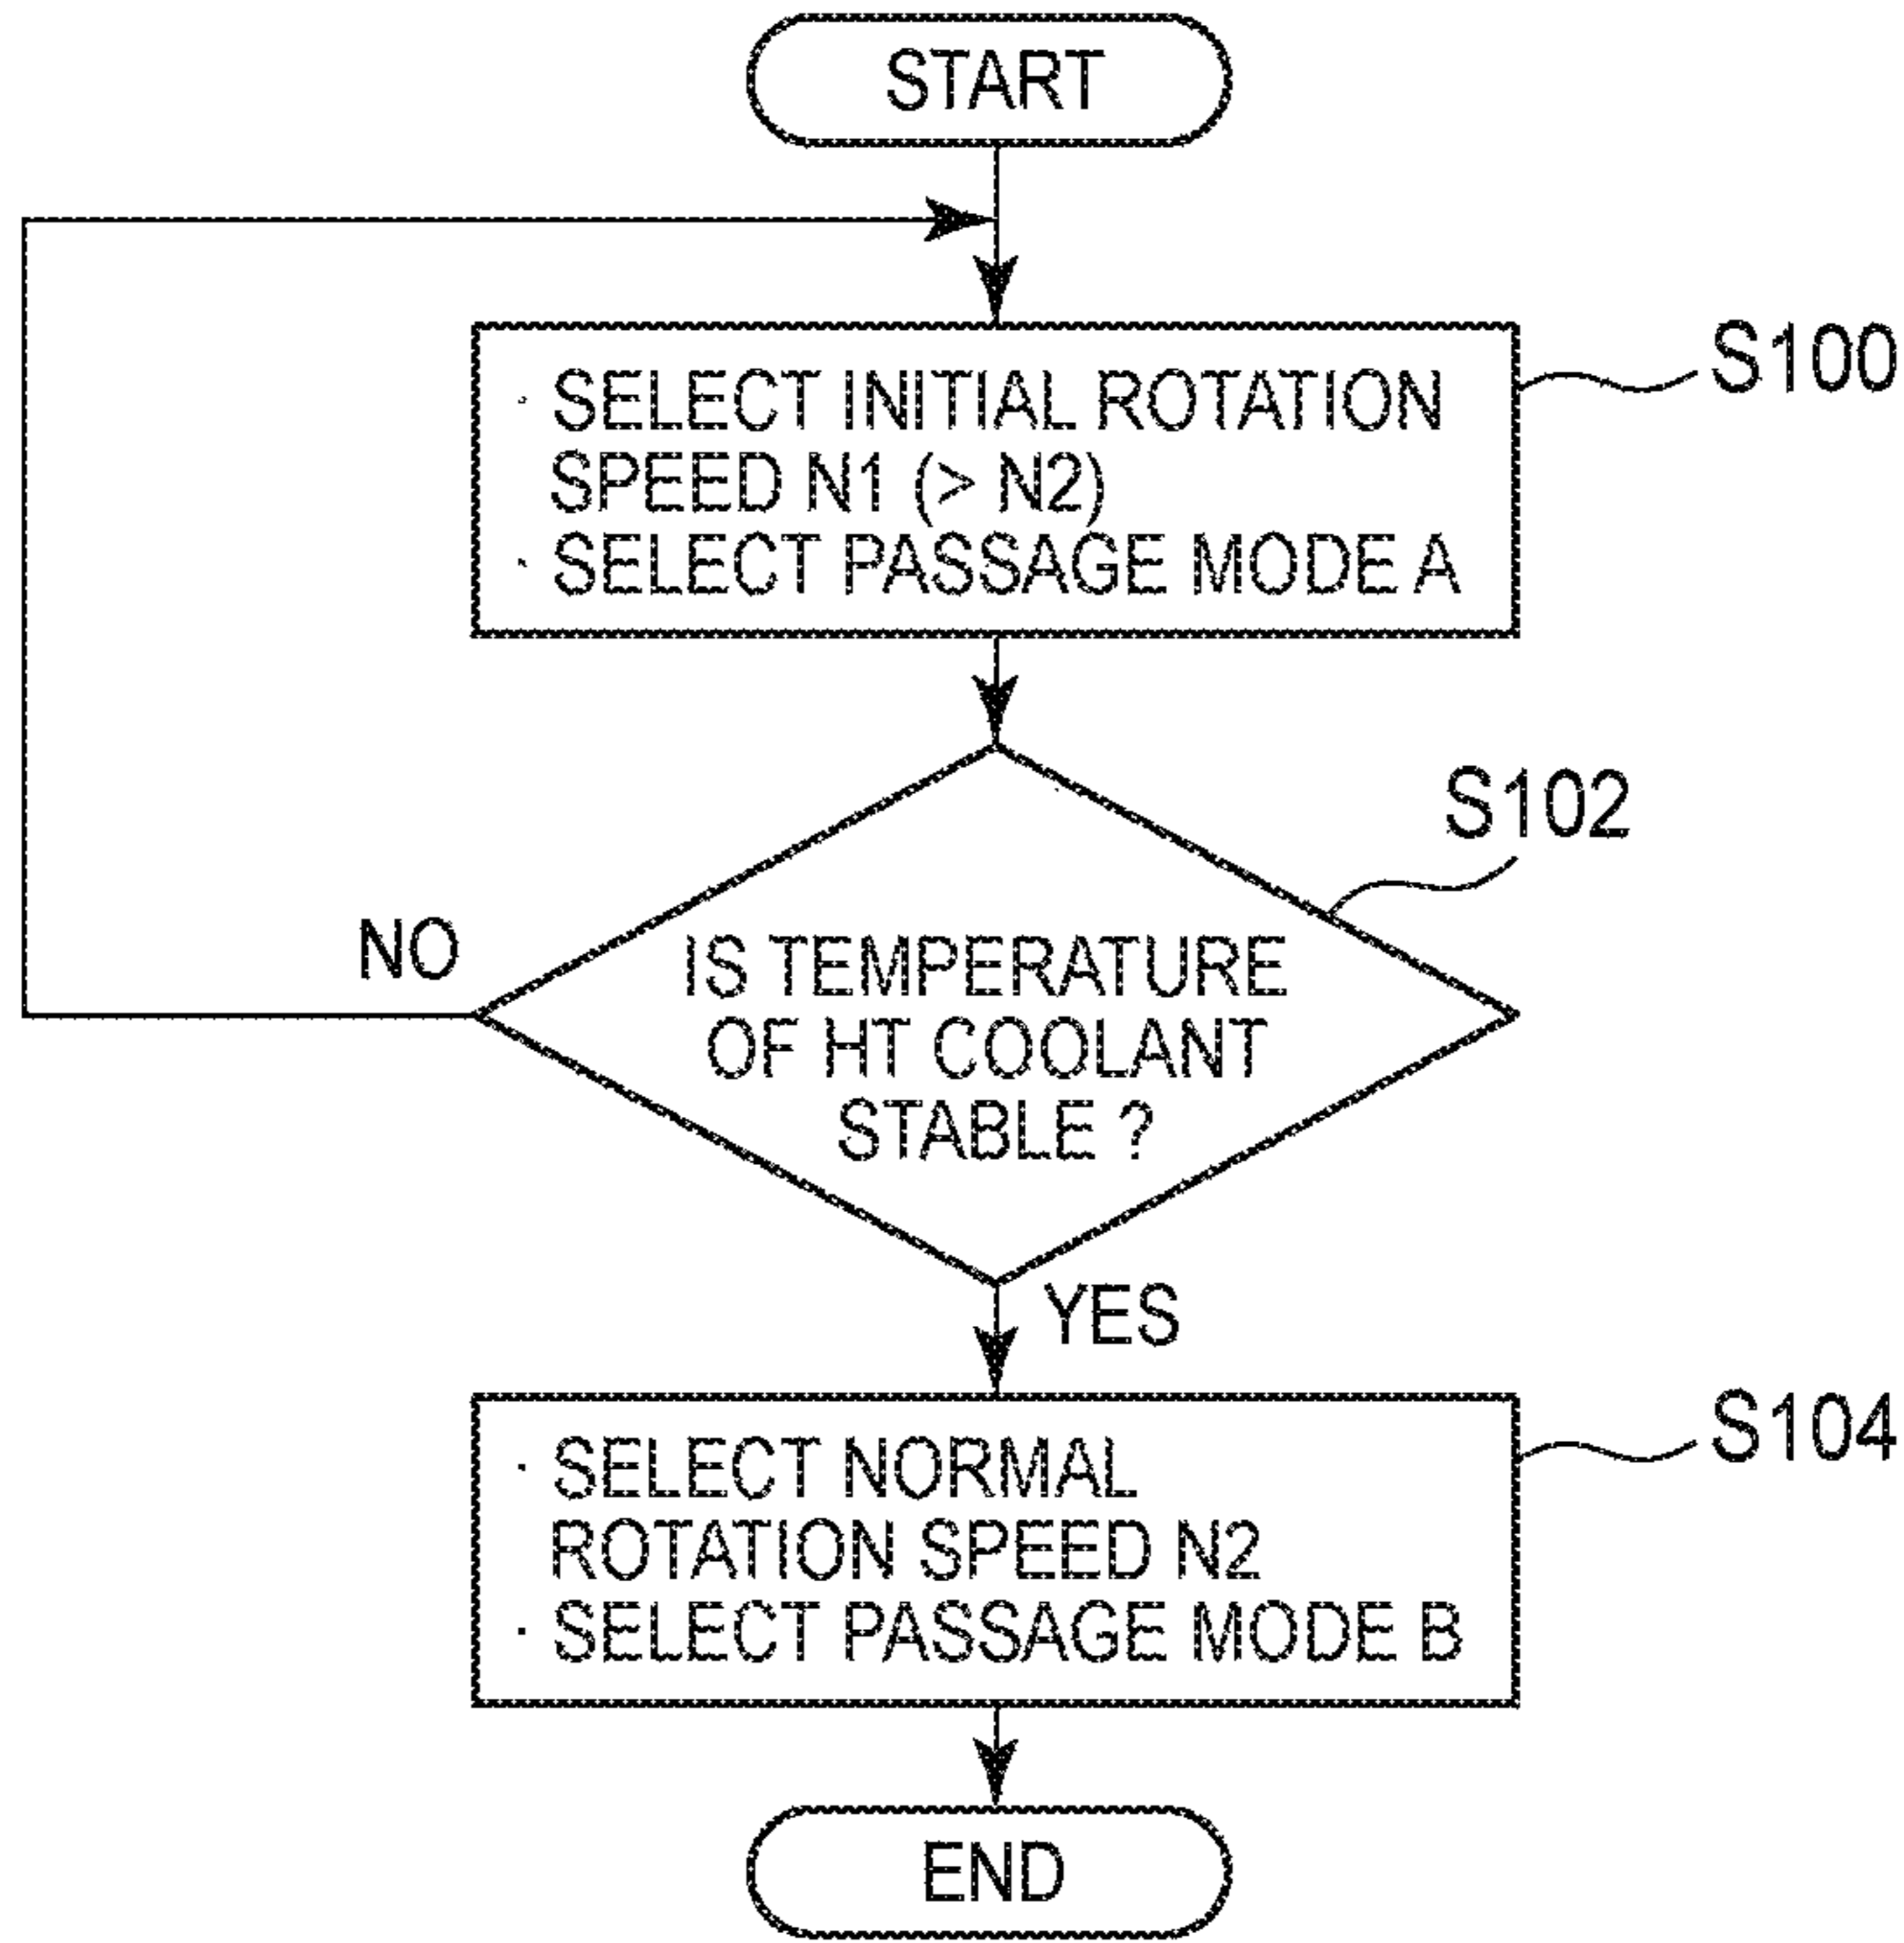 START
· SELECT INITIAL ROTATION
SPEED N1 (> N2)
· SELECT PASSAGE MODE A
S100
S102
IS TEMPERATURE
OF HT COOLANT
STABLE ?
NO
YES
· SELECT NORMAL
ROTATION SPEED N2
· SELECT PASSAGE MODE B
S104
END